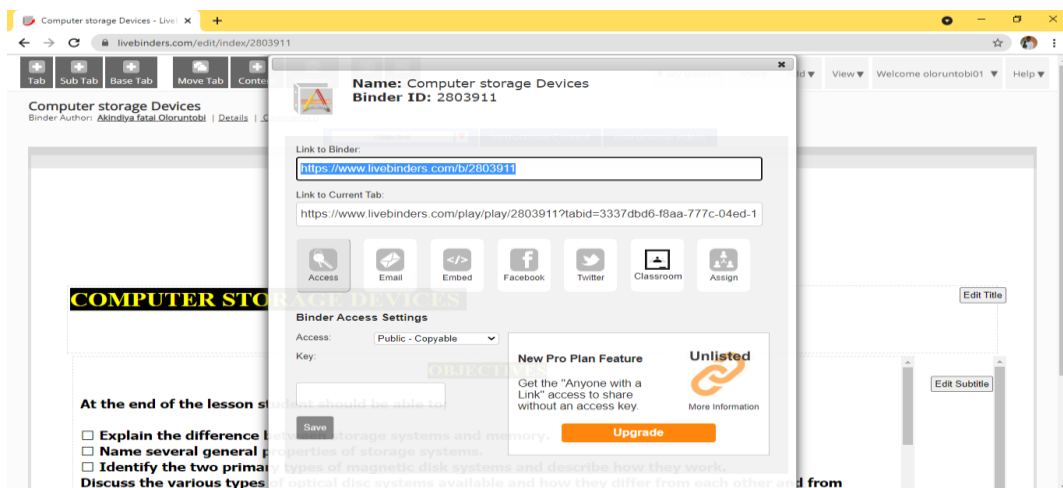 Computer storage Devices - Live
livebinders.com/edit/index/2803911
Tab
Sub Tab
Base Tab
Move Tab
Conte
ld
View
Welcome oloruntobi01
Help
Computer storage Devices
Binder Author: Akindiya fatai Oloruntobi | Details |
Name: Computer storage Devices
Binder ID: 2803911
Link to Binder:
https://www.livebinders.com/b/2803911
Link to Current Tab:
https://www.livebinders.com/play/play/2803911?tabid=3337dbd6-f8aa-777c-04ed-1
Access
Email
Embed
Facebook
Twitter
Classroom
Assign
COMPUTER STORAGE DEVICES
Edit Title
Binder Access Settings
Access:
Public - Copyable
Key:
Save
New Pro Plan Feature
Get the "Anyone with a
Link" access to share
without an access key.
Unlisted
More Information
Upgrade
OBJECTIVES
Edit Subtitle
At the end of the lesson student should be able to
Explain the difference between storage systems and memory.
Name several general properties of storage systems.
Identify the two primary types of magnetic disk systems and describe how they work.
Discuss the various types of optical disc systems available and how they differ from each other and from